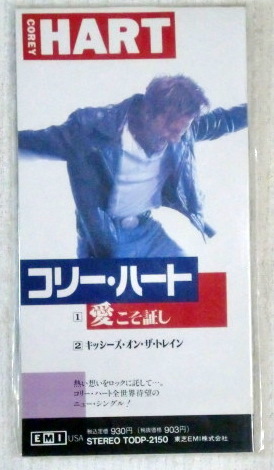 COREY HART
コリー・ハート
1 愛こそ証し
2 キッシーズ・オン・ザ・トレイン
熱い想いをロックに託して…。
コリー・ハート全世界待望の
ニュー・シングル!
税込定価 930円 (税抜価格 903円)
EMI USA STEREO TODP-2150 東芝EMI株式会社